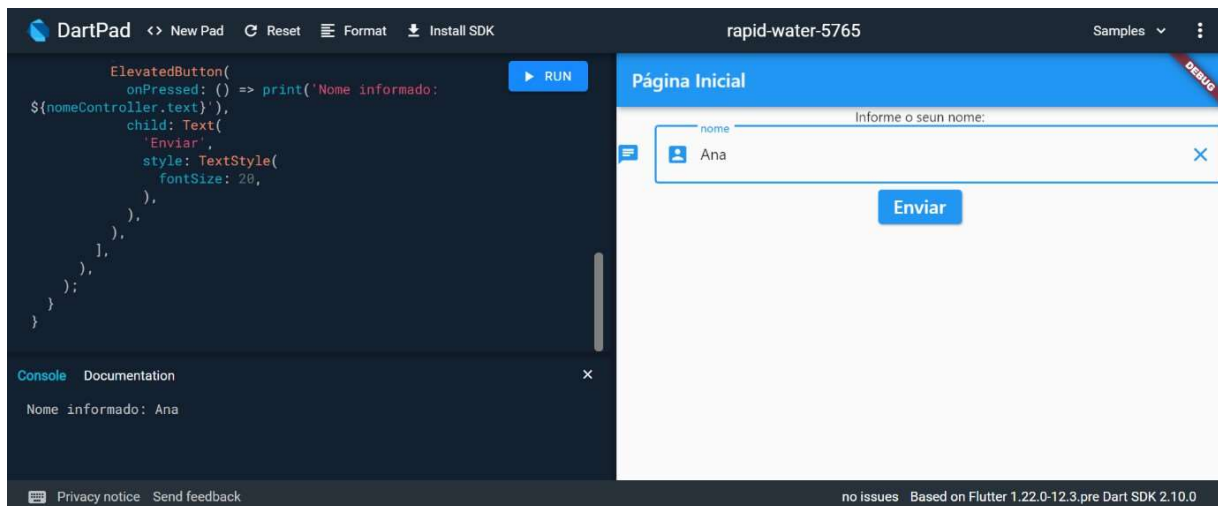 DartPad <> New Pad Reset Format Install SDK rapid-water-5765 Samples
ElevatedButton(
onPressed: () => print('Nome informado:
${nomeController.text}'),
child: Text(
'Enviar',
style: TextStyle(
fontSize: 20,
),
),
),
],
),
);
}
}
RUN
Console Documentation
Nome informado: Ana
Página Inicial
DEBUG
Informe o seun nome:
nome
Ana
Enviar
Privacy notice Send feedback no issues Based on Flutter 1.22.0-12.3.pre Dart SDK 2.10.0